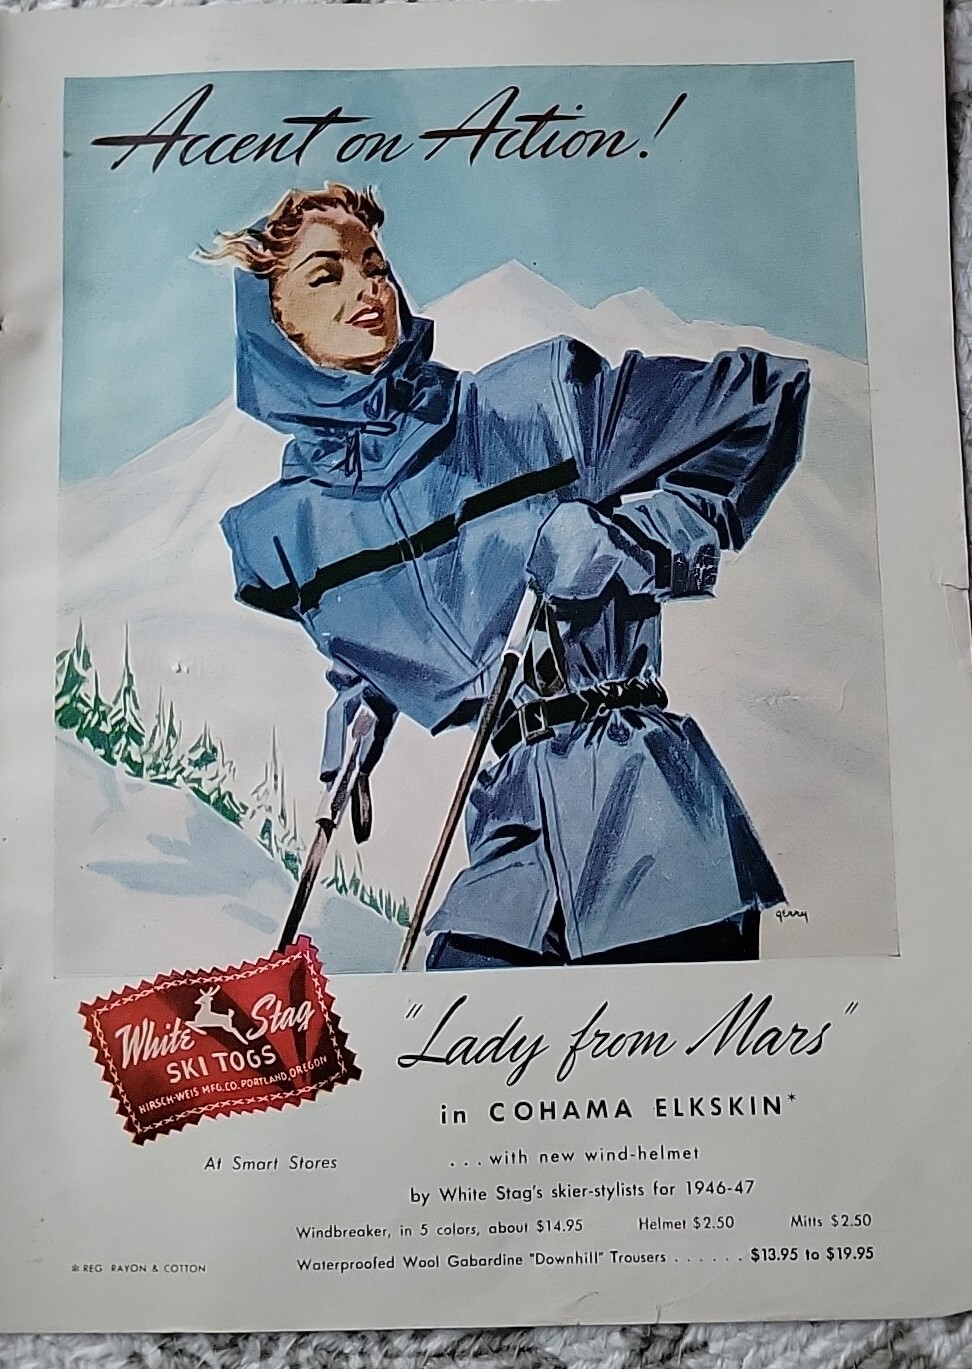 Accent on Action!
gerry
White Stag
SKI TOGS
HIRSCH-WEIS MFG.CO. PORTLAND, OREGON
"Lady from Mars"
in COHAMA ELKSKIN*
At Smart Stores
...with new wind-helmet
by White Stag's skier-stylists for 1946-47
Windbreaker, in 5 colors, about $14.95 Helmet $2.50 Mitts $2.50
Waterproofed Wool Gabardine "Downhill" Trousers ...... $13.95 to $19.95
* REG RAYON & COTTON